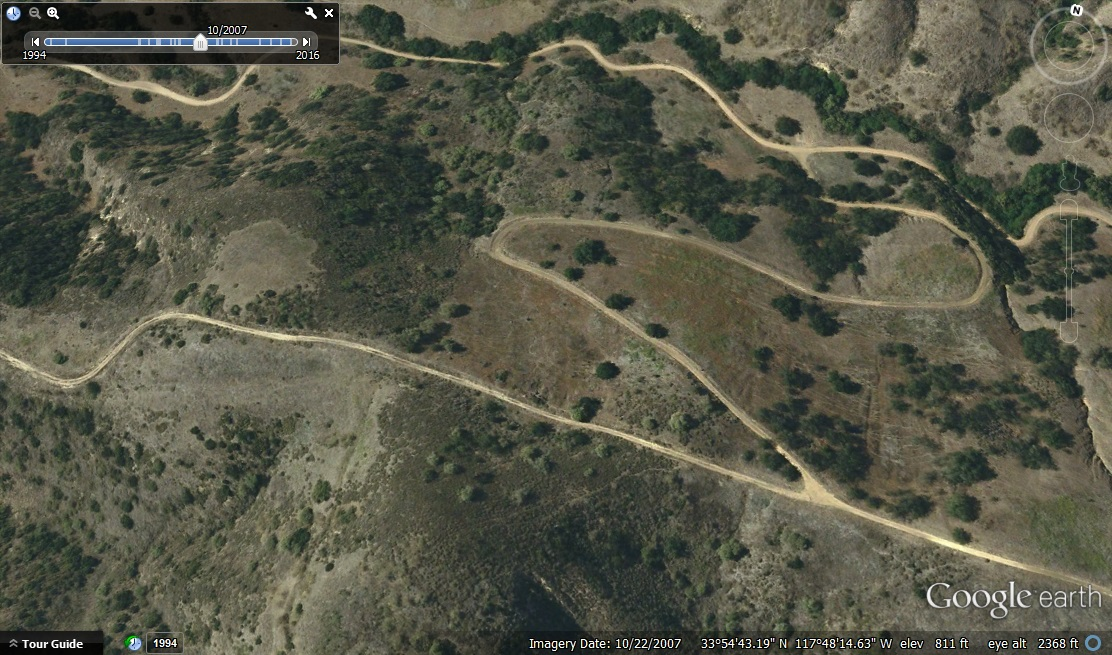 10/2007
1994
2016
N
Google earth
Tour Guide
1994
Imagery Date: 10/22/2007 33°54'43.19" N 117°48'14.63" W elev 811 ft eye alt 2368 ft